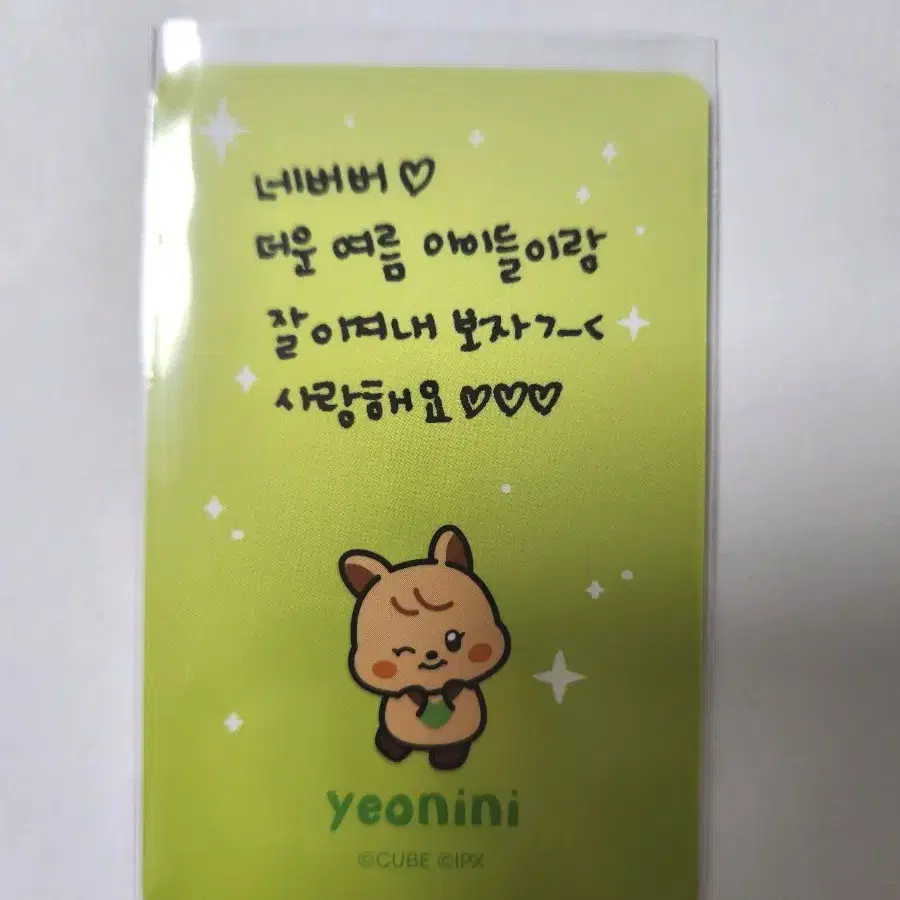 네버버♡
더운 여름 아이들이랑
잘 이겨내 보자ㄱ-<
사랑해요♡♡♡
yeonini
©CUBE ©IPX